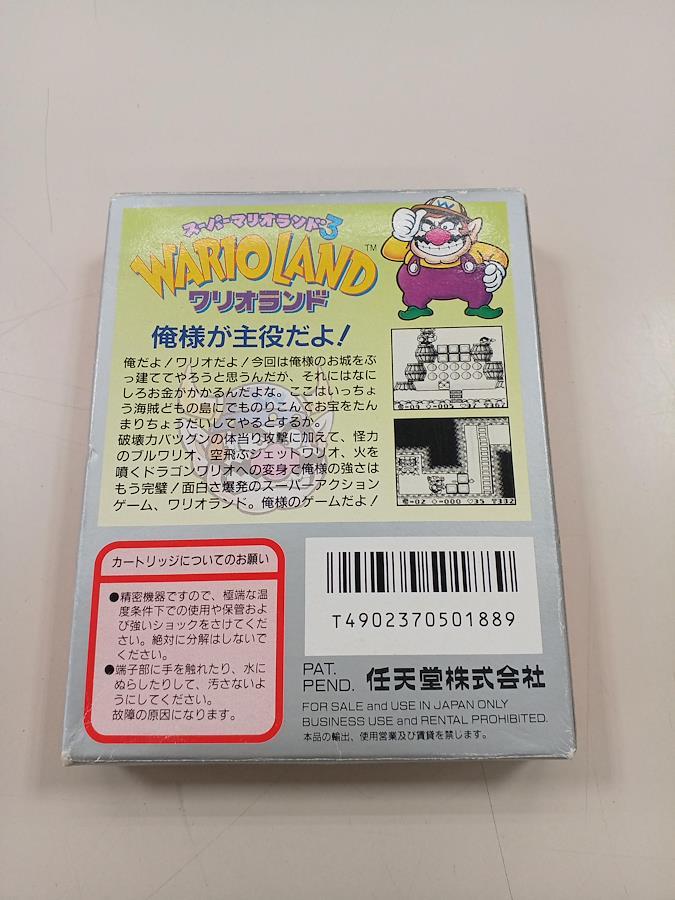 スーパーマリオランド3
WARIO LAND™
ワリオランド
俺様が主役だよ!
俺だよ!ワリオだよ!今回は俺様のお城をぶ
っ建ててやろうと思うんだが、それにはなに
しろお金がかかるんだよな。ここはいっちょ
う海賊どもの島にでものりこんでお宝をたん
まりちょうだいしてやるとするか。
破壊力バツグンの体当り攻撃に加えて、怪力
のブルワリオ、空飛ぶジェットワリオ、火を
噴くドラゴンワリオへの変身で俺様の強さは
もう完璧!面白さ爆発のスーパーアクション
ゲーム、ワリオランド。俺様のゲームだよ!
カートリッジについてのお願い
●精密機器ですので、極端な温
度条件下での使用や保管およ
び強いショックをさけてくだ
さい。絶対に分解はしないで
ください。
●端子部に手を触れたり、水に
ぬらしたりして、汚さないよ
うにしてください。
故障の原因になります。
T4902370501889
PAT.
PEND.
任天堂株式会社
FOR SALE and USE IN JAPAN ONLY
BUSINESS USE and RENTAL PROHIBITED.
本品の輸出、使用営業及び賃貸を禁じます。